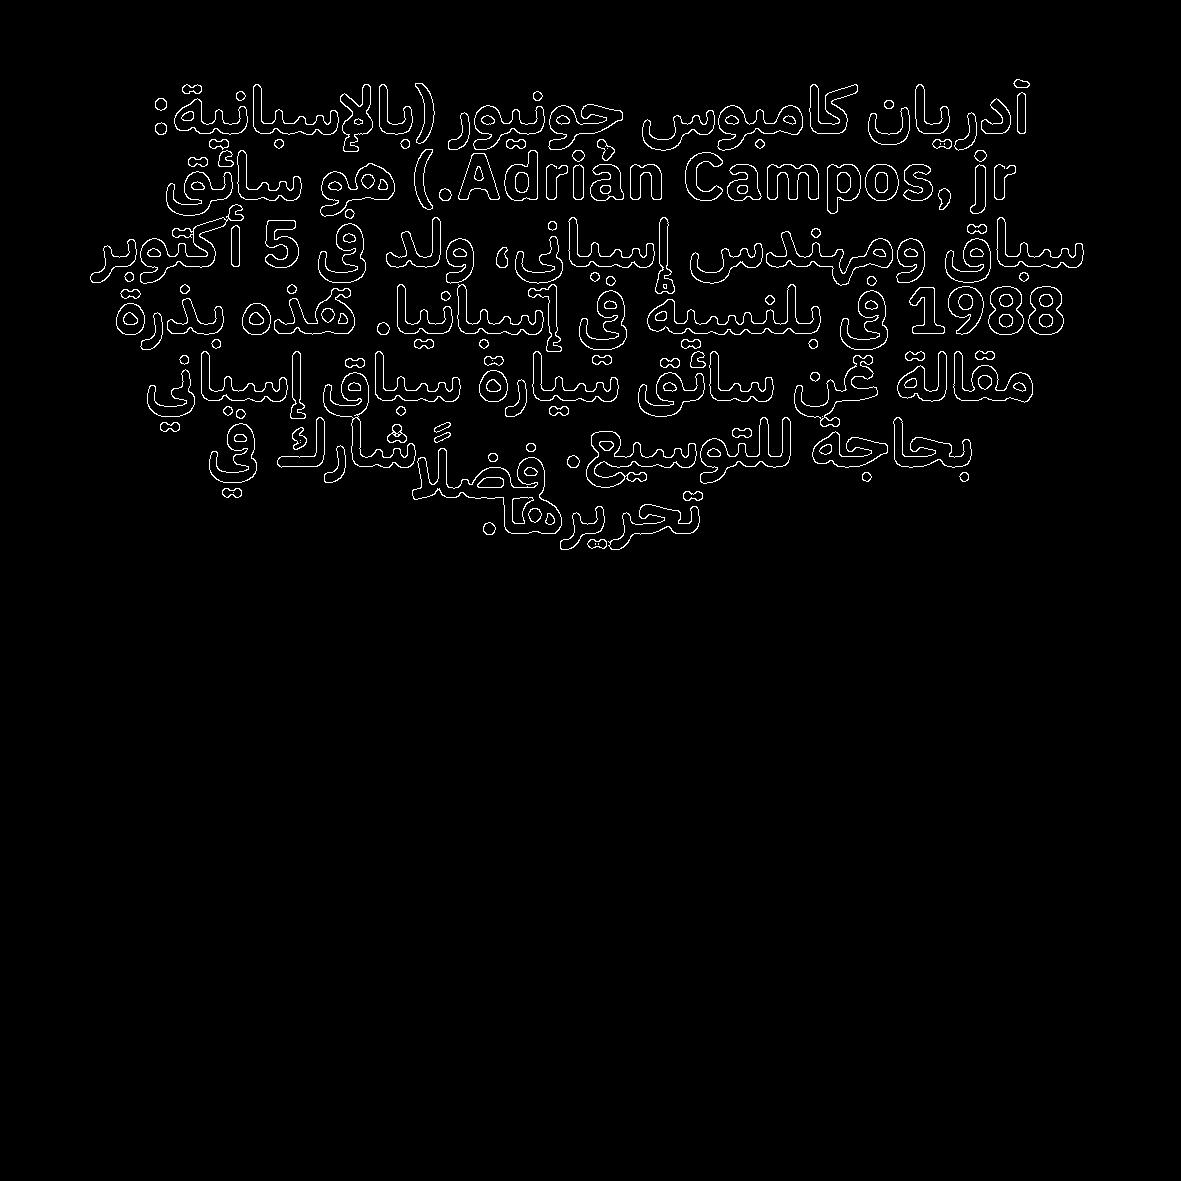 آدريان كامبوس جونيور (بالإسبانية:
Adrián Campos, jr.) هو سائق
سباق ومهندس إسباني، ولد في 5 أكتوبر
1988 في بلنسية في إسبانيا. هذه بذرة
مقالة عن سائق سيارة سباق إسباني
بحاجة للتوسيع. فضلًا شارك في
تحريرها.